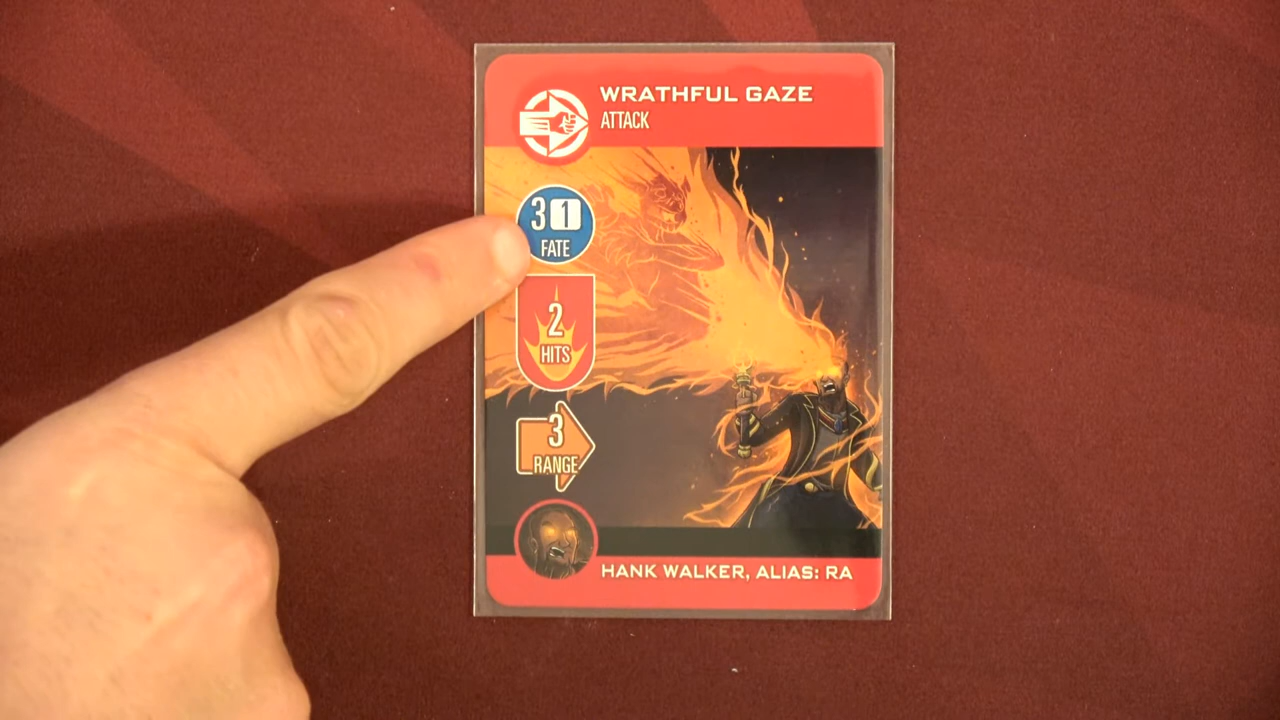 WRATHFUL GAZE
ATTACK
3 1
FATE
2
HITS
3
RANGE
HANK WALKER, ALIAS: RA